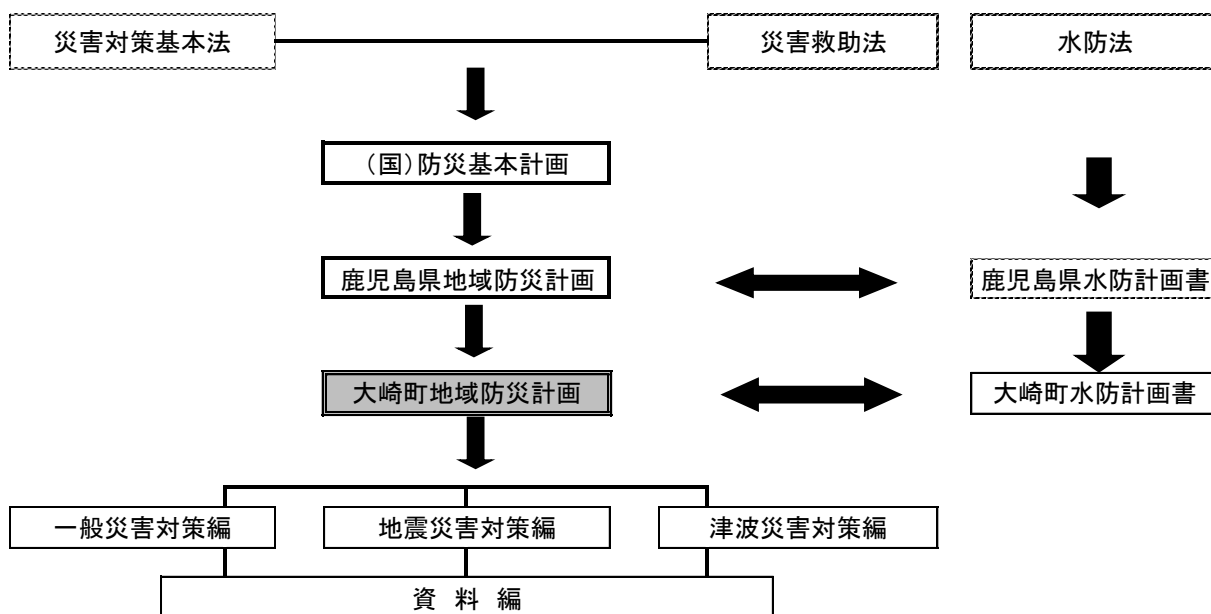 災害対策基本法 災害救助法 水防法
(国)防災基本計画
鹿児島県地域防災計画 鹿児島県水防計画書
大崎町地域防災計画 大崎町水防計画書
一般災害対策編 地震災害対策編 津波災害対策編
資 料 編